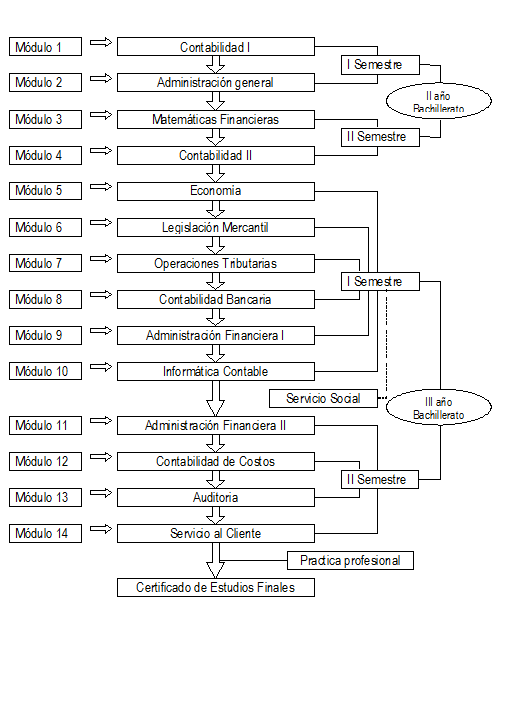 Módulo 1
Contabilidad I
I Semestre
Módulo 2
Administración general
II año
Bachillerato
Módulo 3
Matemáticas Financieras
II Semestre
Módulo 4
Contabilidad II
Módulo 5
Economía
Módulo 6
Legislación Mercantil
Módulo 7
Operaciones Tributarias
I Semestre
Módulo 8
Contabilidad Bancaria
Módulo 9
Administración Financiera I
Módulo 10
Informática Contable
Servicio Social
III año
Bachillerato
Módulo 11
Administración Financiera II
Módulo 12
Contabilidad de Costos
II Semestre
Módulo 13
Auditoria
Módulo 14
Servicio al Cliente
Practica profesional
Certificado de Estudios Finales